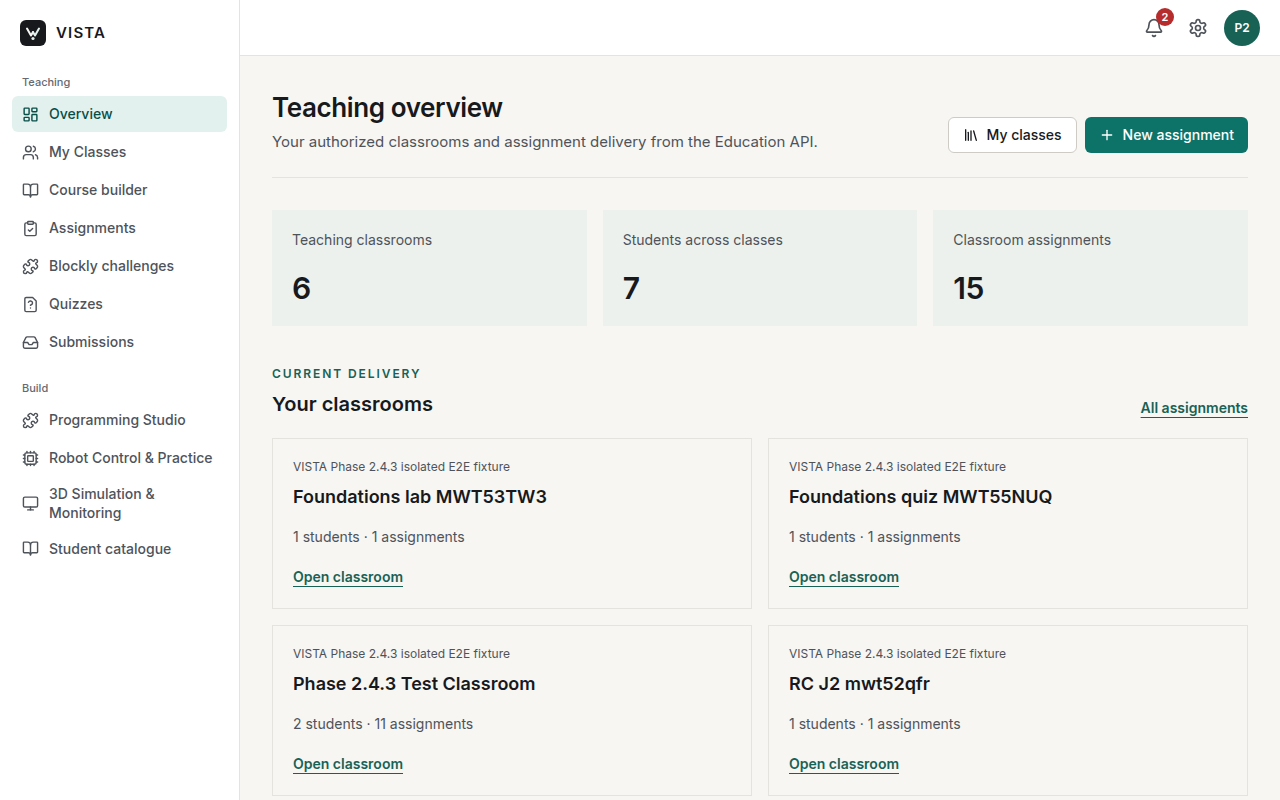 VISTA
2
P2
Teaching
Overview
My Classes
Course builder
Assignments
Blockly challenges
Quizzes
Submissions
Build
Programming Studio
Robot Control & Practice
3D Simulation &
Monitoring
Student catalogue
Teaching overview
Your authorized classrooms and assignment delivery from the Education API.
My classes
New assignment
Teaching classrooms
6
Students across classes
7
Classroom assignments
15
CURRENT DELIVERY
Your classrooms
All assignments
VISTA Phase 2.4.3 isolated E2E fixture
Foundations lab MWT53TW3
1 students · 1 assignments
Open classroom
VISTA Phase 2.4.3 isolated E2E fixture
Foundations quiz MWT55NUQ
1 students · 1 assignments
Open classroom
VISTA Phase 2.4.3 isolated E2E fixture
Phase 2.4.3 Test Classroom
2 students · 11 assignments
Open classroom
VISTA Phase 2.4.3 isolated E2E fixture
RC J2 mwt52qfr
1 students · 1 assignments
Open classroom